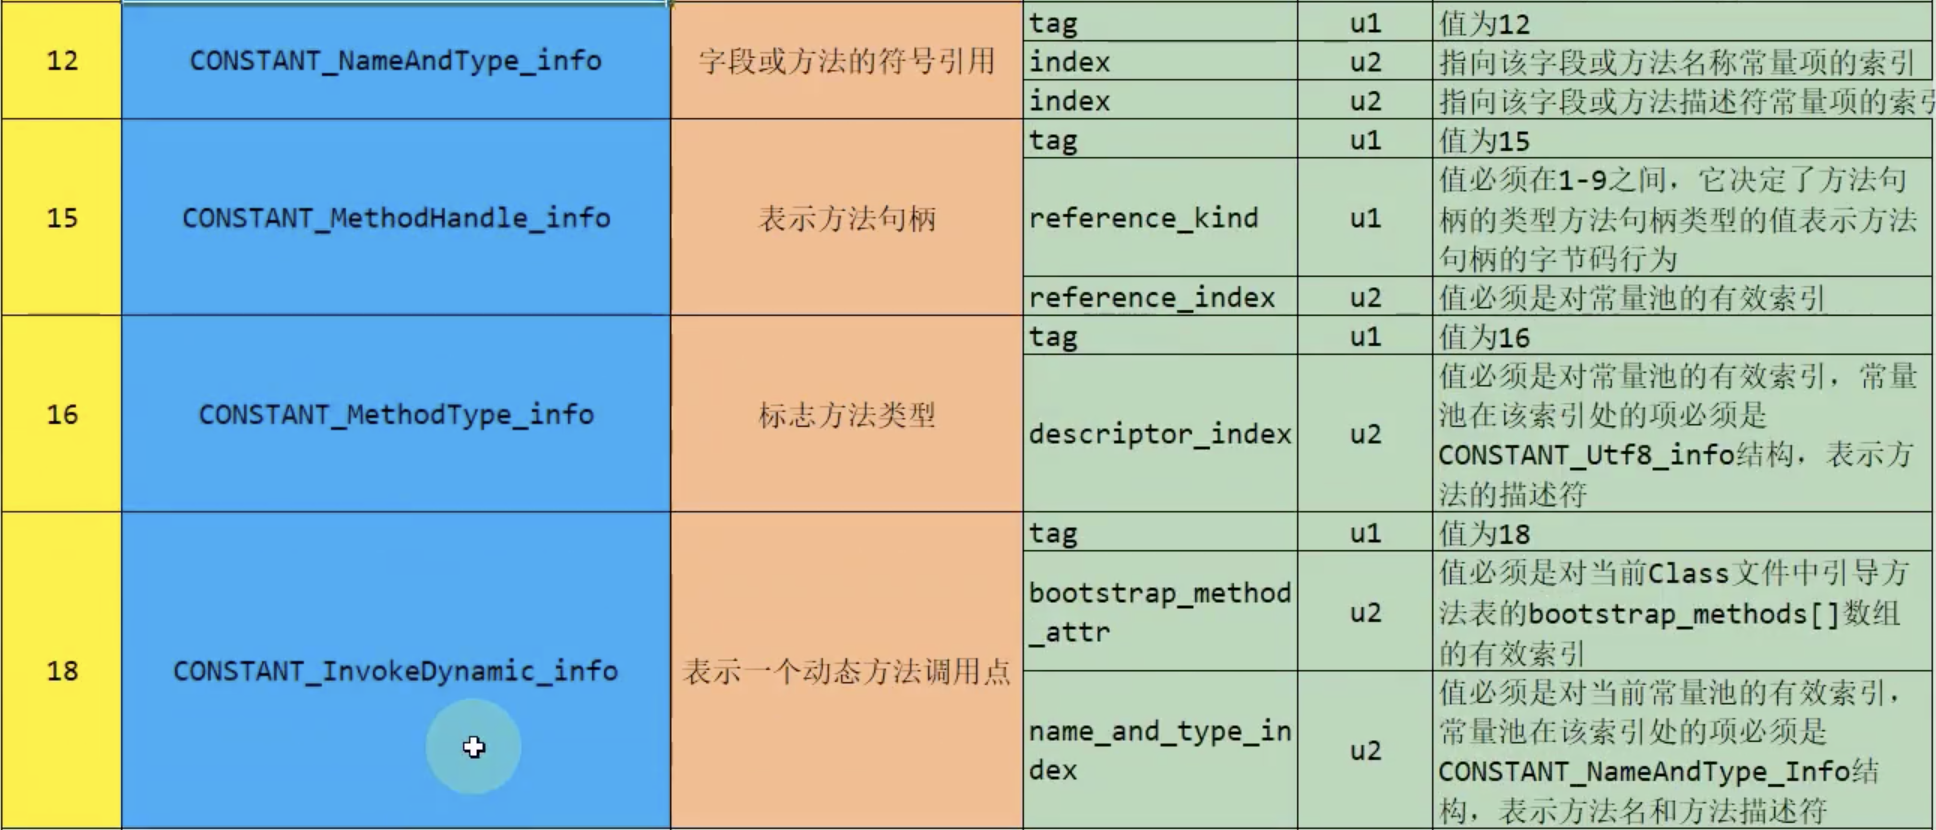 12
CONSTANT_NameAndType_info
字段或方法的符号引用
tag
u1
值为12
index
u2
指向该字段或方法名称常量项的索引
index
u2
指向该字段或方法描述符常量项的索引
15
CONSTANT_MethodHandle_info
表示方法句柄
tag
u1
值为15
reference_kind
u1
值必须在1-9之间，它决定了方法句
柄的类型方法句柄类型的值表示方法
句柄的字节码行为
reference_index
u2
值必须是对常量池的有效索引
16
CONSTANT_MethodType_info
标志方法类型
tag
u1
值为16
descriptor_index
u2
值必须是对常量池的有效索引，常量
池在该索引处的项必须是
CONSTANT_Utf8_info结构，表示方
法的描述符
18
CONSTANT_InvokeDynamic_info
表示一个动态方法调用点
tag
u1
值为18
bootstrap_method
_attr
u2
值必须是对当前Class文件中引导方
法表的bootstrap_methods[]数组
的有效索引
name_and_type_in
dex
u2
值必须是对当前常量池的有效索引，
常量池在该索引处的项必须是
CONSTANT_NameAndType_Info结
构，表示方法名和方法描述符